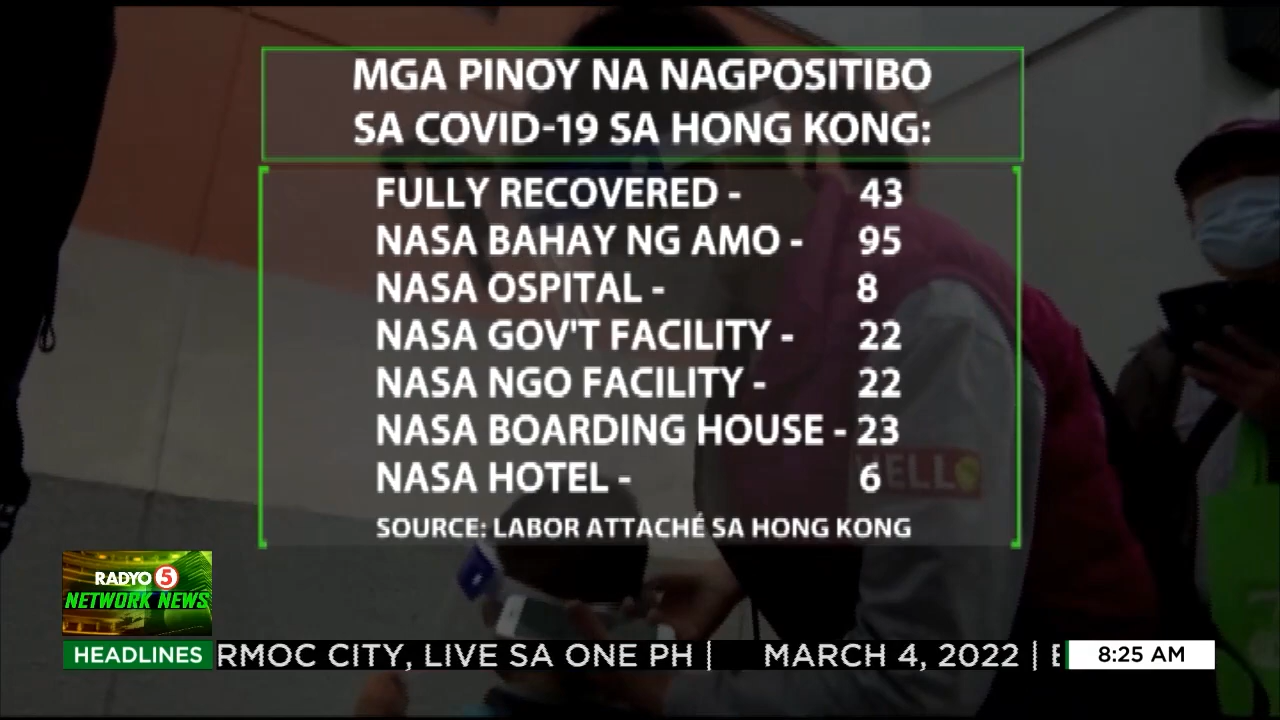 MGA PINOY NA NAGPOSITIBO
SA COVID-19 SA HONG KONG:
FULLY RECOVERED - 43
NASA BAHAY NG AMO - 95
NASA OSPITAL - 8
NASA GOV'T FACILITY - 22
NASA NGO FACILITY - 22
NASA BOARDING HOUSE - 23
NASA HOTEL - 6
SOURCE: LABOR ATTACHÉ SA HONG KONG
HELLO
RADYO 5
NETWORK NEWS
HEADLINES RMOC CITY, LIVE SA ONE PH | MARCH 4, 2022 | 8:25 AM